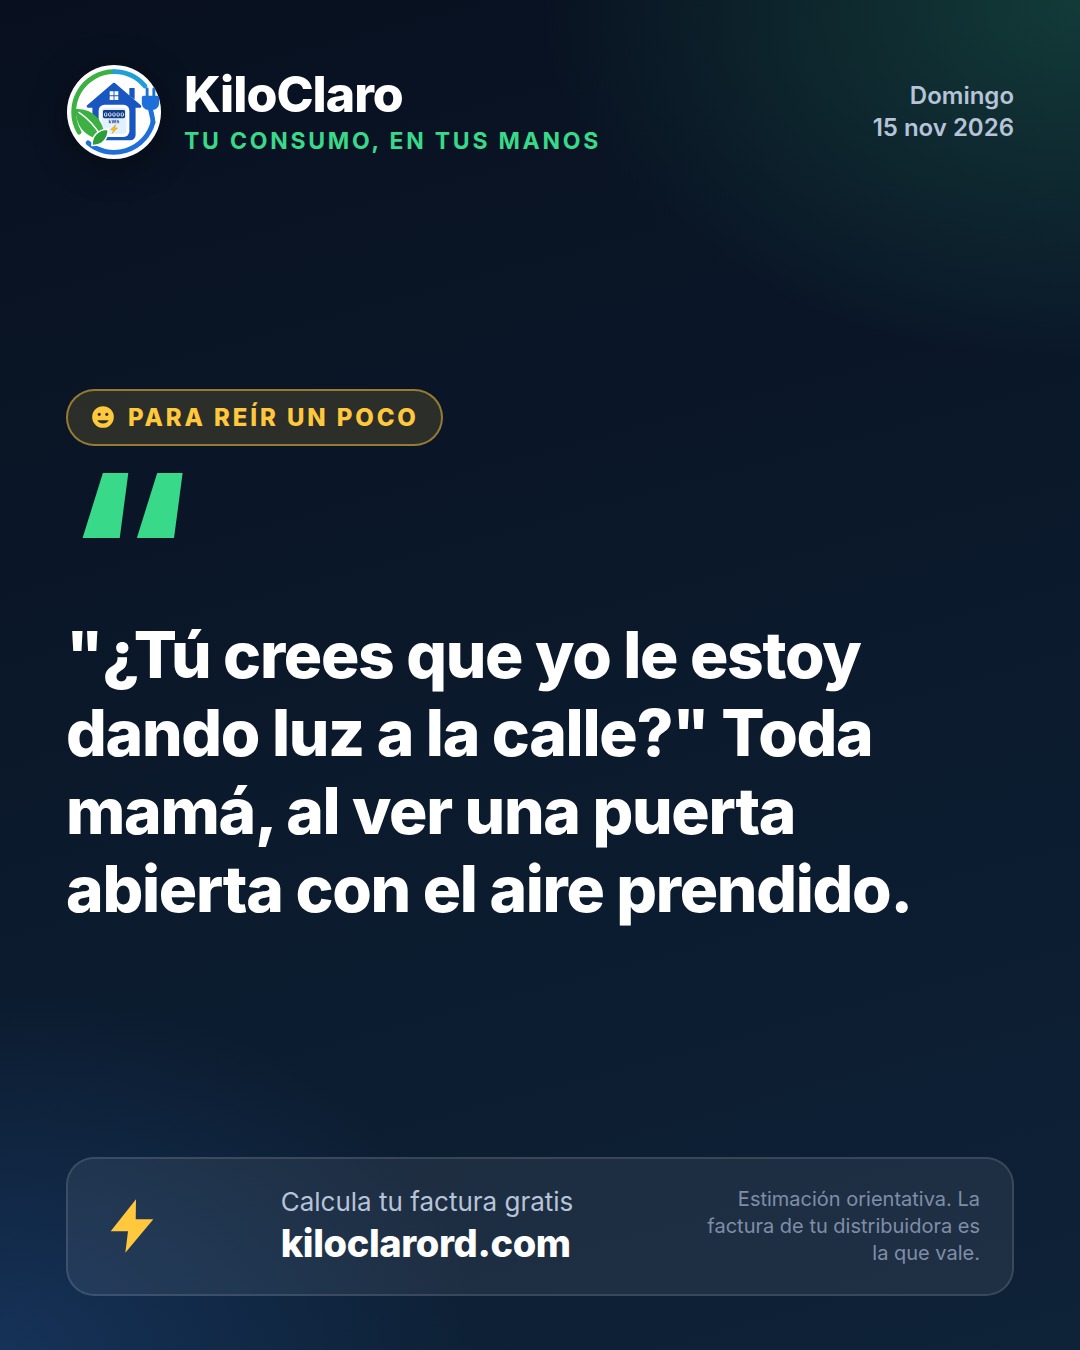 KiloClaro
TU CONSUMO, EN TUS MANOS
Domingo
15 nov 2026
PARA REÍR UN POCO
"¿Tú crees que yo le estoy
dando luz a la calle?" Toda
mamá, al ver una puerta
abierta con el aire prendido.
Calcula tu factura gratis
kiloclarord.com
Estimación orientativa. La
factura de tu distribuidora es
la que vale.